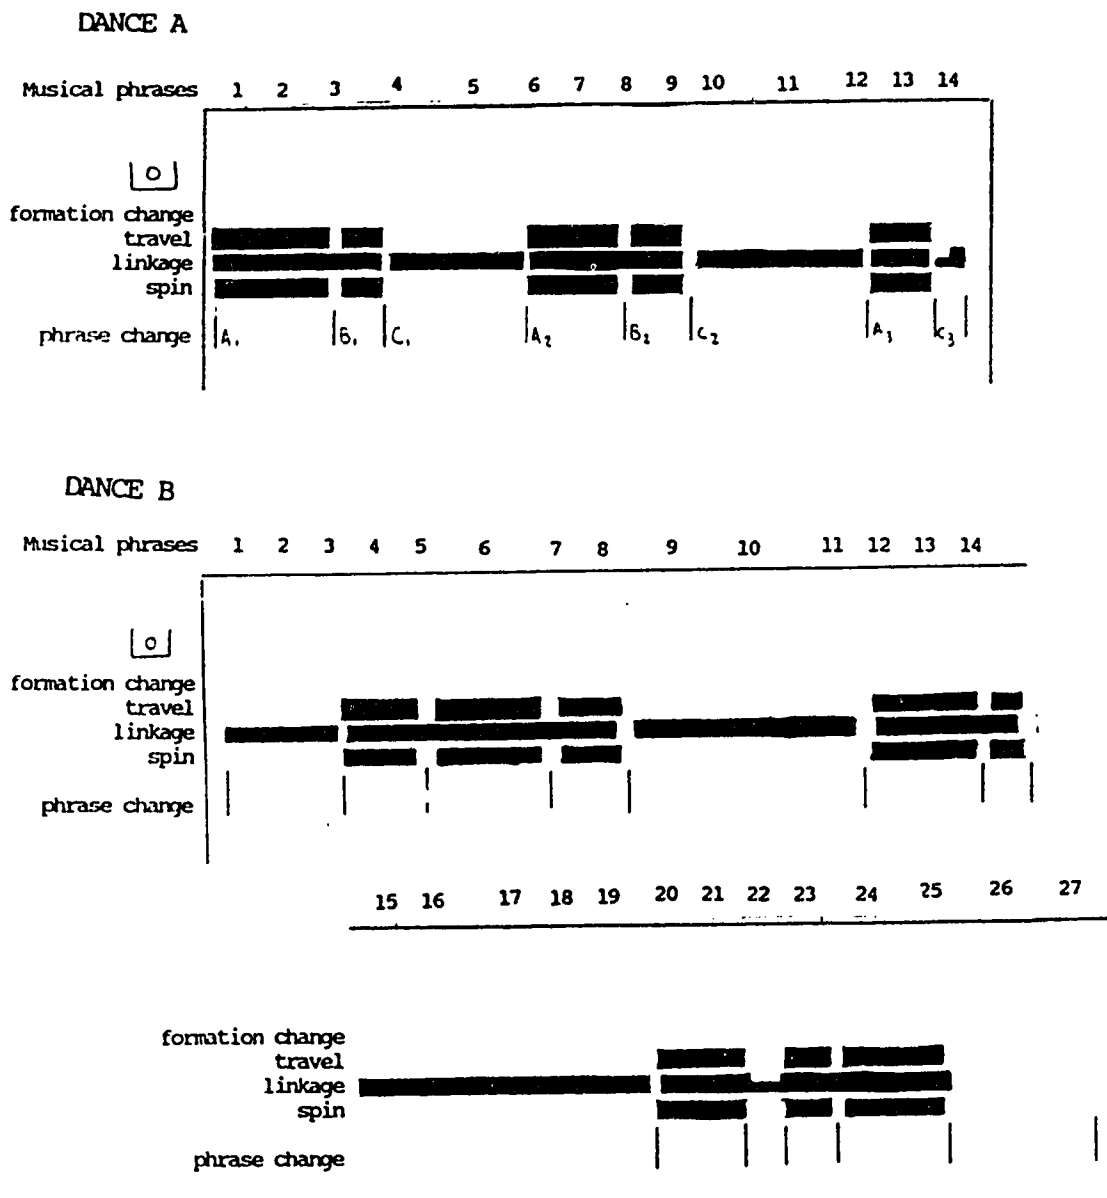 DANCE A
Musical phrases 1 2 3 4 5 6 7 8 9 10 11 12 13 14
O
formation change
travel
linkage
spin
phrase change A₁ B₁ C₁ A₂ B₂ C₂ A₃ C₃
DANCE B
Musical phrases 1 2 3 4 5 6 7 8 9 10 11 12 13 14
O
formation change
travel
linkage
spin
phrase change
15 16 17 18 19 20 21 22 23 24 25 26 27
formation change
travel
linkage
spin
phrase change